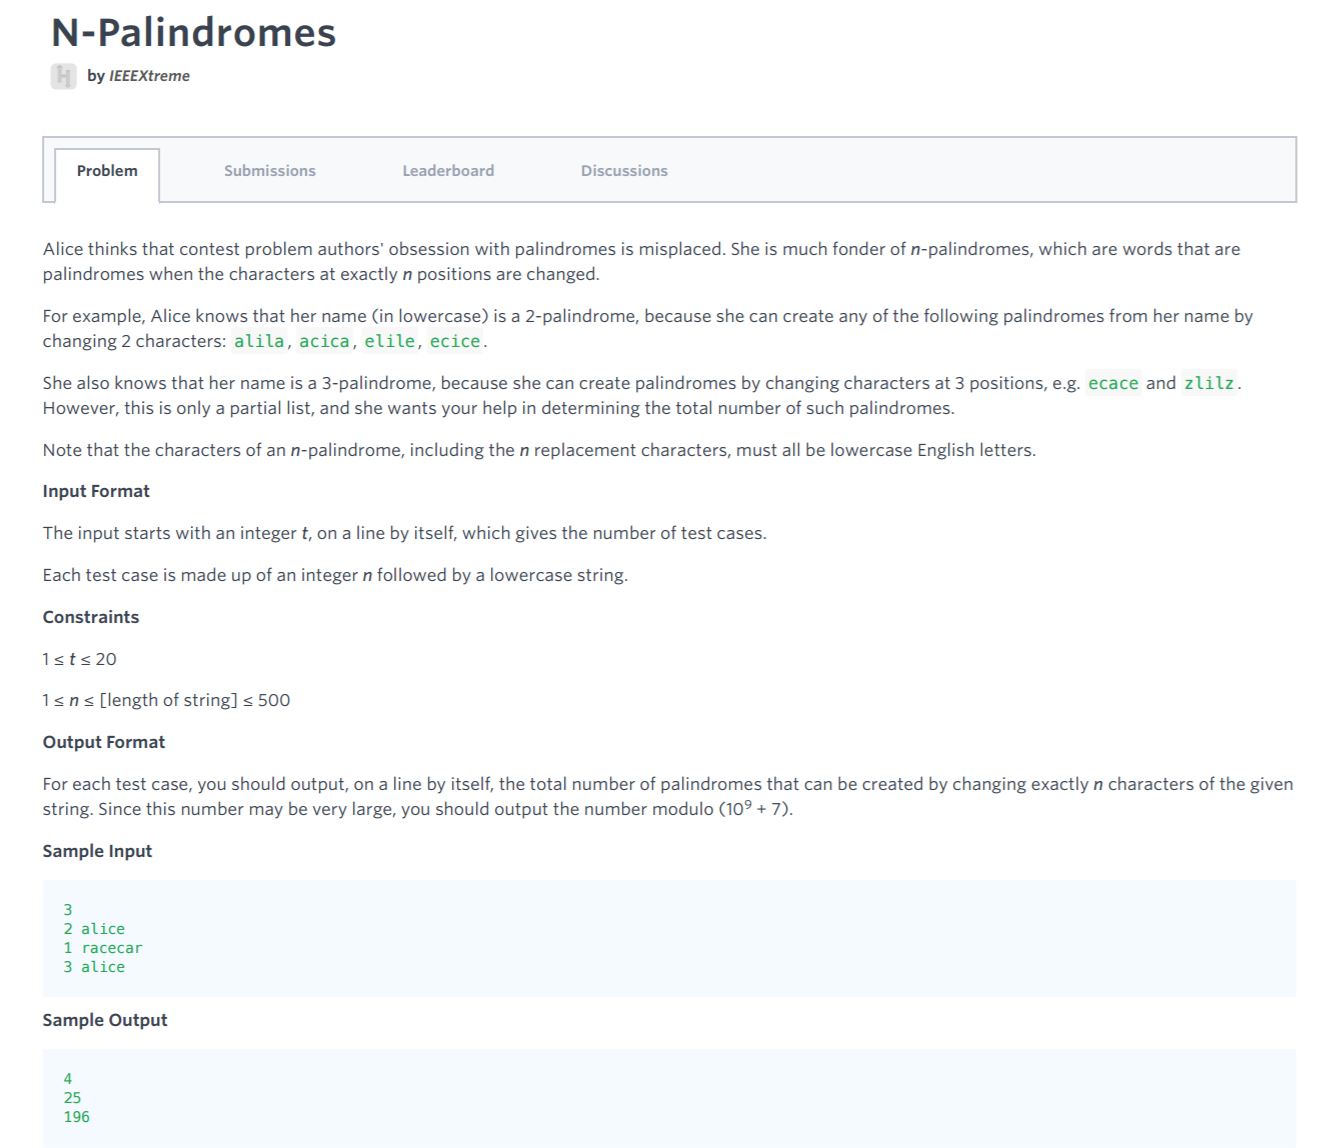 N-Palindromes
by IEEEXtreme
Problem Submissions Leaderboard Discussions
Alice thinks that contest problem authors' obsession with palindromes is misplaced. She is much fonder of n-palindromes, which are words that are
palindromes when the characters at exactly n positions are changed.
For example, Alice knows that her name (in lowercase) is a 2-palindrome, because she can create any of the following palindromes from her name by
changing 2 characters: alila, acica, elile, ecice.
She also knows that her name is a 3-palindrome, because she can create palindromes by changing characters at 3 positions, e.g. ecace and zlilz.
However, this is only a partial list, and she wants your help in determining the total number of such palindromes.
Note that the characters of an n-palindrome, including the n replacement characters, must all be lowercase English letters.
Input Format
The input starts with an integer t, on a line by itself, which gives the number of test cases.
Each test case is made up of an integer n followed by a lowercase string.
Constraints
1 ≤ t ≤ 20
1 ≤ n ≤ [length of string] ≤ 500
Output Format
For each test case, you should output, on a line by itself, the total number of palindromes that can be created by changing exactly n characters of the given
string. Since this number may be very large, you should output the number modulo (10⁹ + 7).
Sample Input
3
2 alice
1 racecar
3 alice
Sample Output
4
25
196